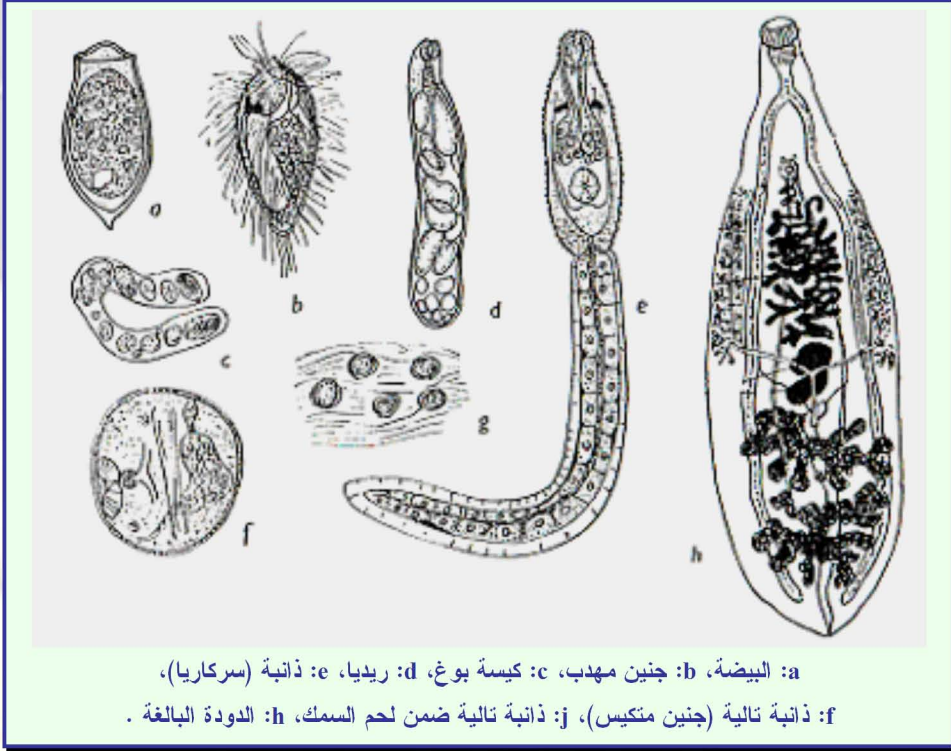 a
b
c
d
e
f
g
h
a: البيضة، b: جنين مهدب، c: كيسة بوغ، d: ريديا، e: ذانبة (سركاريا)،
f: ذانبة تالية (جنين متكيس)، j: ذانبة تالية ضمن لحم السمك، h: الدودة البالغة .